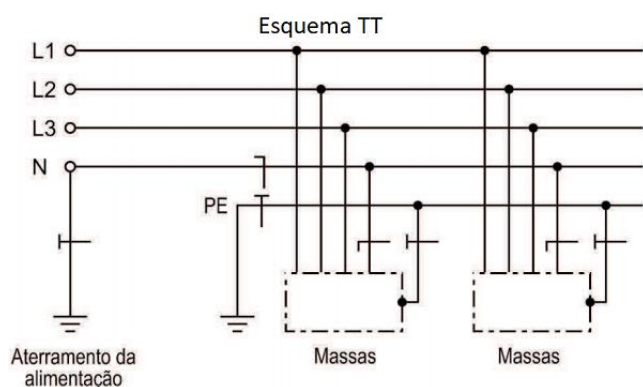 Esquema TT
L1
L2
L3
N
PE
Aterramento da
alimentação
Massas
Massas